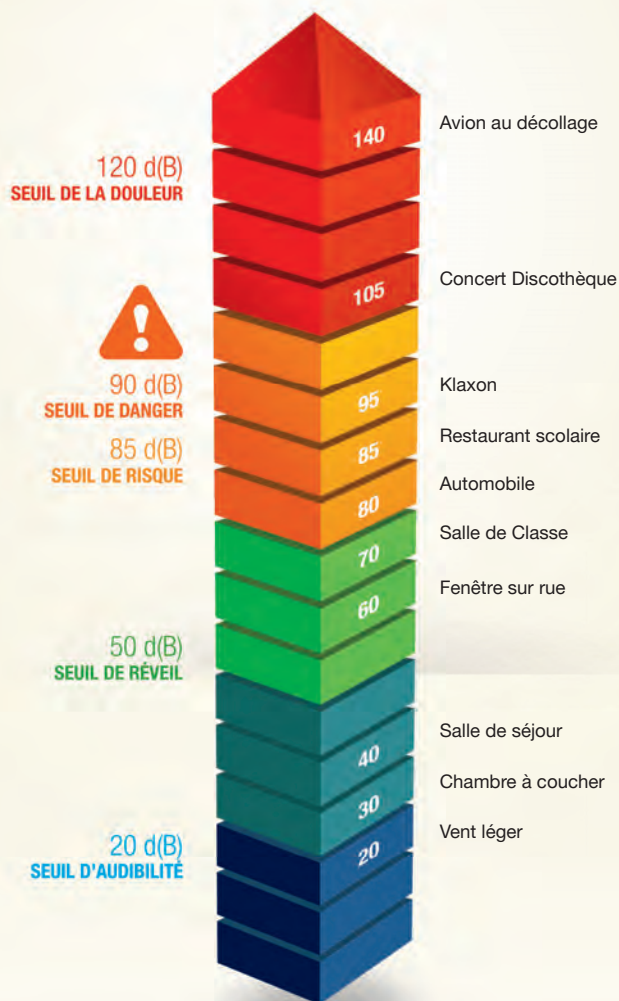 140
Avion au décollage
120 d(B)
SEUIL DE LA DOULEUR
105
Concert Discothèque
90 d(B)
SEUIL DE DANGER
95
Klaxon
85 d(B)
SEUIL DE RISQUE
85
Restaurant scolaire
80
Automobile
70
Salle de Classe
60
Fenêtre sur rue
50 d(B)
SEUIL DE RÉVEIL
40
Salle de séjour
30
Chambre à coucher
20 d(B)
SEUIL D'AUDIBILITÉ
20
Vent léger